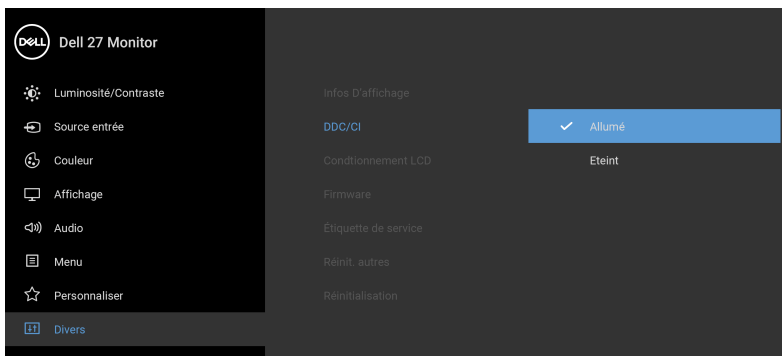 DELL Dell 27 Monitor
Luminosité/Contraste
Source entrée
Couleur
Affichage
Audio
Menu
Personnaliser
Divers
Infos D'affichage
DDC/CI
Condtionnement LCD
Firmware
Étiquette de service
Réinit. autres
Réinitialisation
Allumé
Eteint